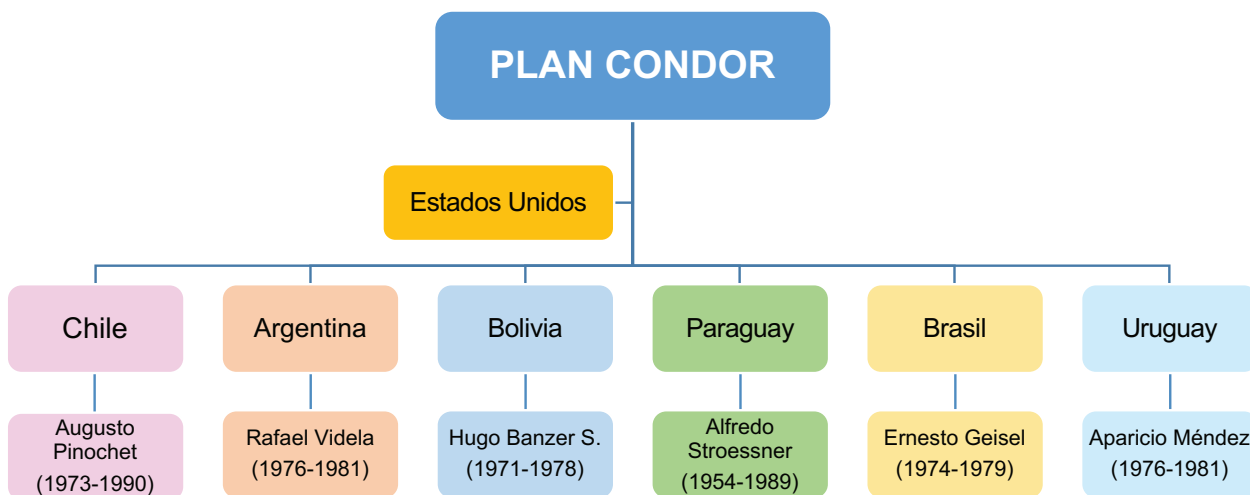 PLAN CONDOR
Estados Unidos
Chile
Argentina
Bolivia
Paraguay
Brasil
Uruguay
Augusto
Pinochet
(1973-1990)
Rafael Videla
(1976-1981)
Hugo Banzer S.
(1971-1978)
Alfredo
Stroessner
(1954-1989)
Ernesto Geisel
(1974-1979)
Aparicio Méndez
(1976-1981)